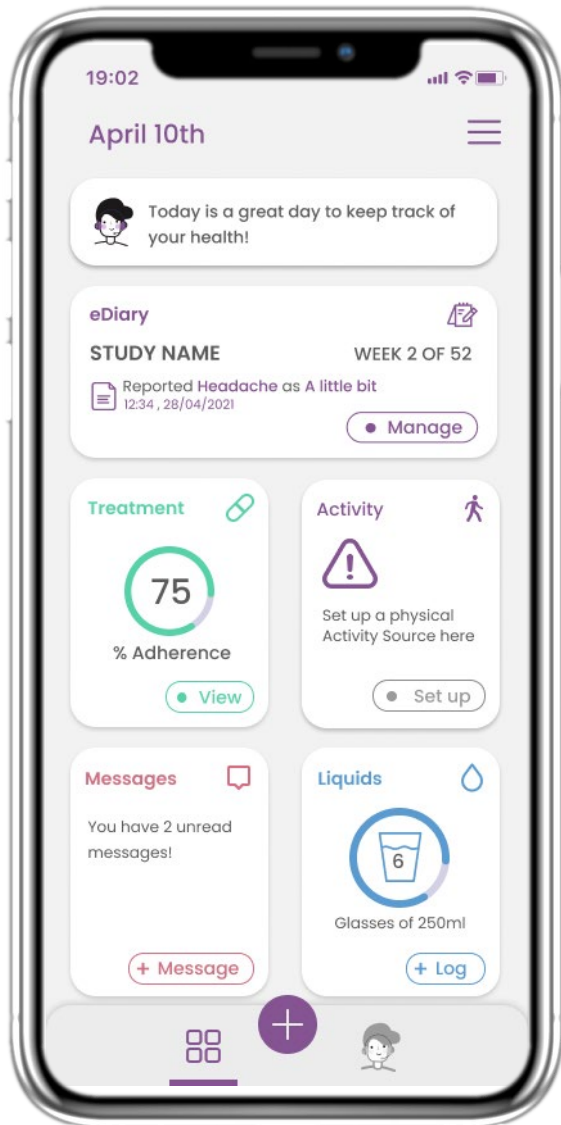 19:02
April 10th
Today is a great day to keep track of
your health!
eDiary
STUDY NAME
WEEK 2 OF 52
Reported Headache as A little bit
12:34 , 28/04/2021
Manage
Treatment
75
% Adherence
View
Activity
Set up a physical
Activity Source here
Set up
Messages
You have 2 unread
messages!
+ Message
Liquids
6
Glasses of 250ml
+ Log